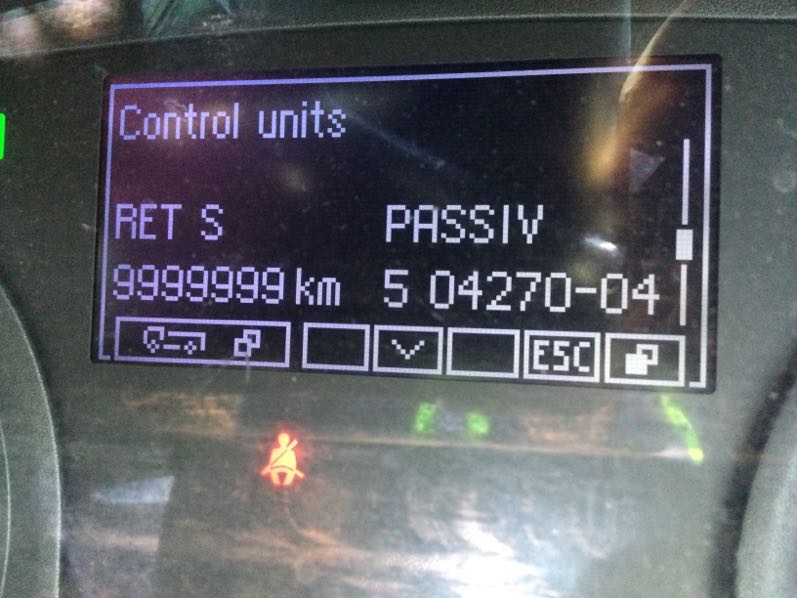 Control units
RET S PASSIV
9999999 km 5 04270-04
ESC